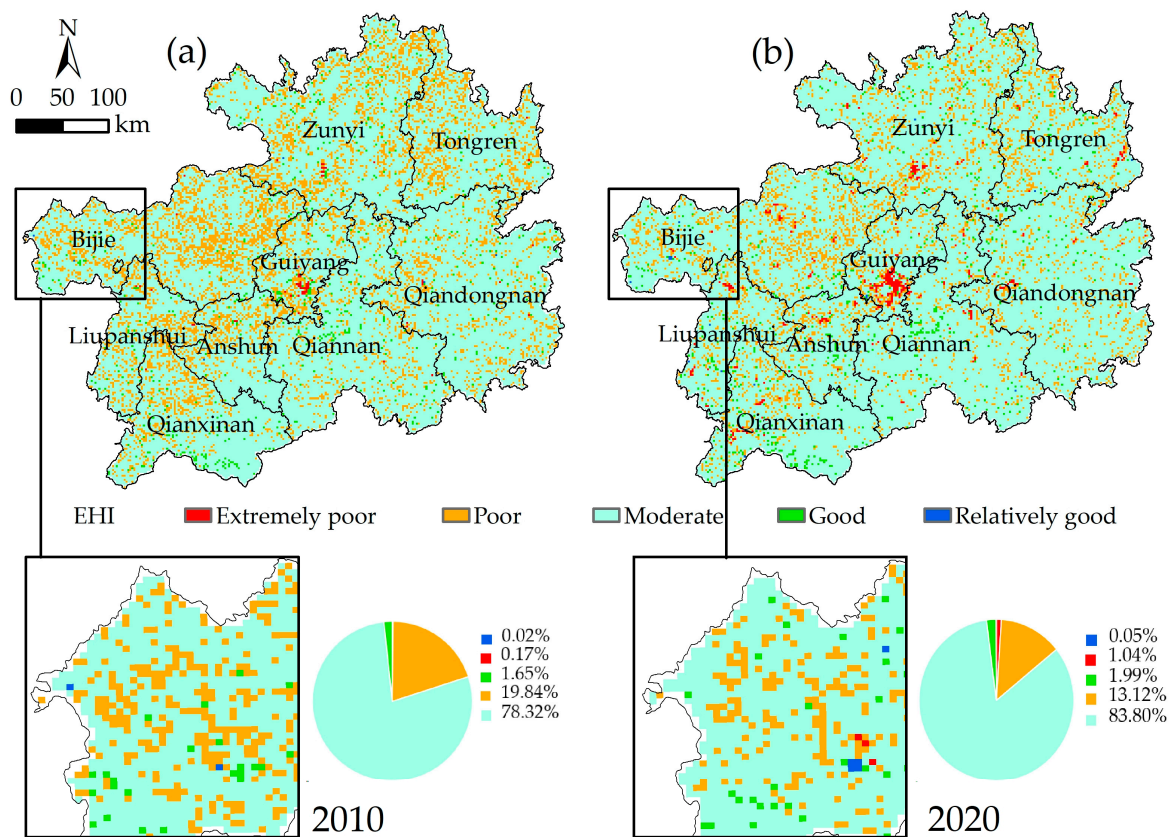 N
0 50 100
km
(a)
Zunyi
Tongren
Bijie
Guiyang
Qiandongnan
Liupanshui
Anshun
Qiannan
Qianxinan
(b)
Zunyi
Tongren
Bijie
Guiyang
Qiandongnan
Liupanshui
Anshun
Qiannan
Qianxinan
EHI Extremely poor Poor Moderate Good Relatively good
0.02%
0.17%
1.65%
19.84%
78.32%
2010
0.05%
1.04%
1.99%
13.12%
83.80%
2020